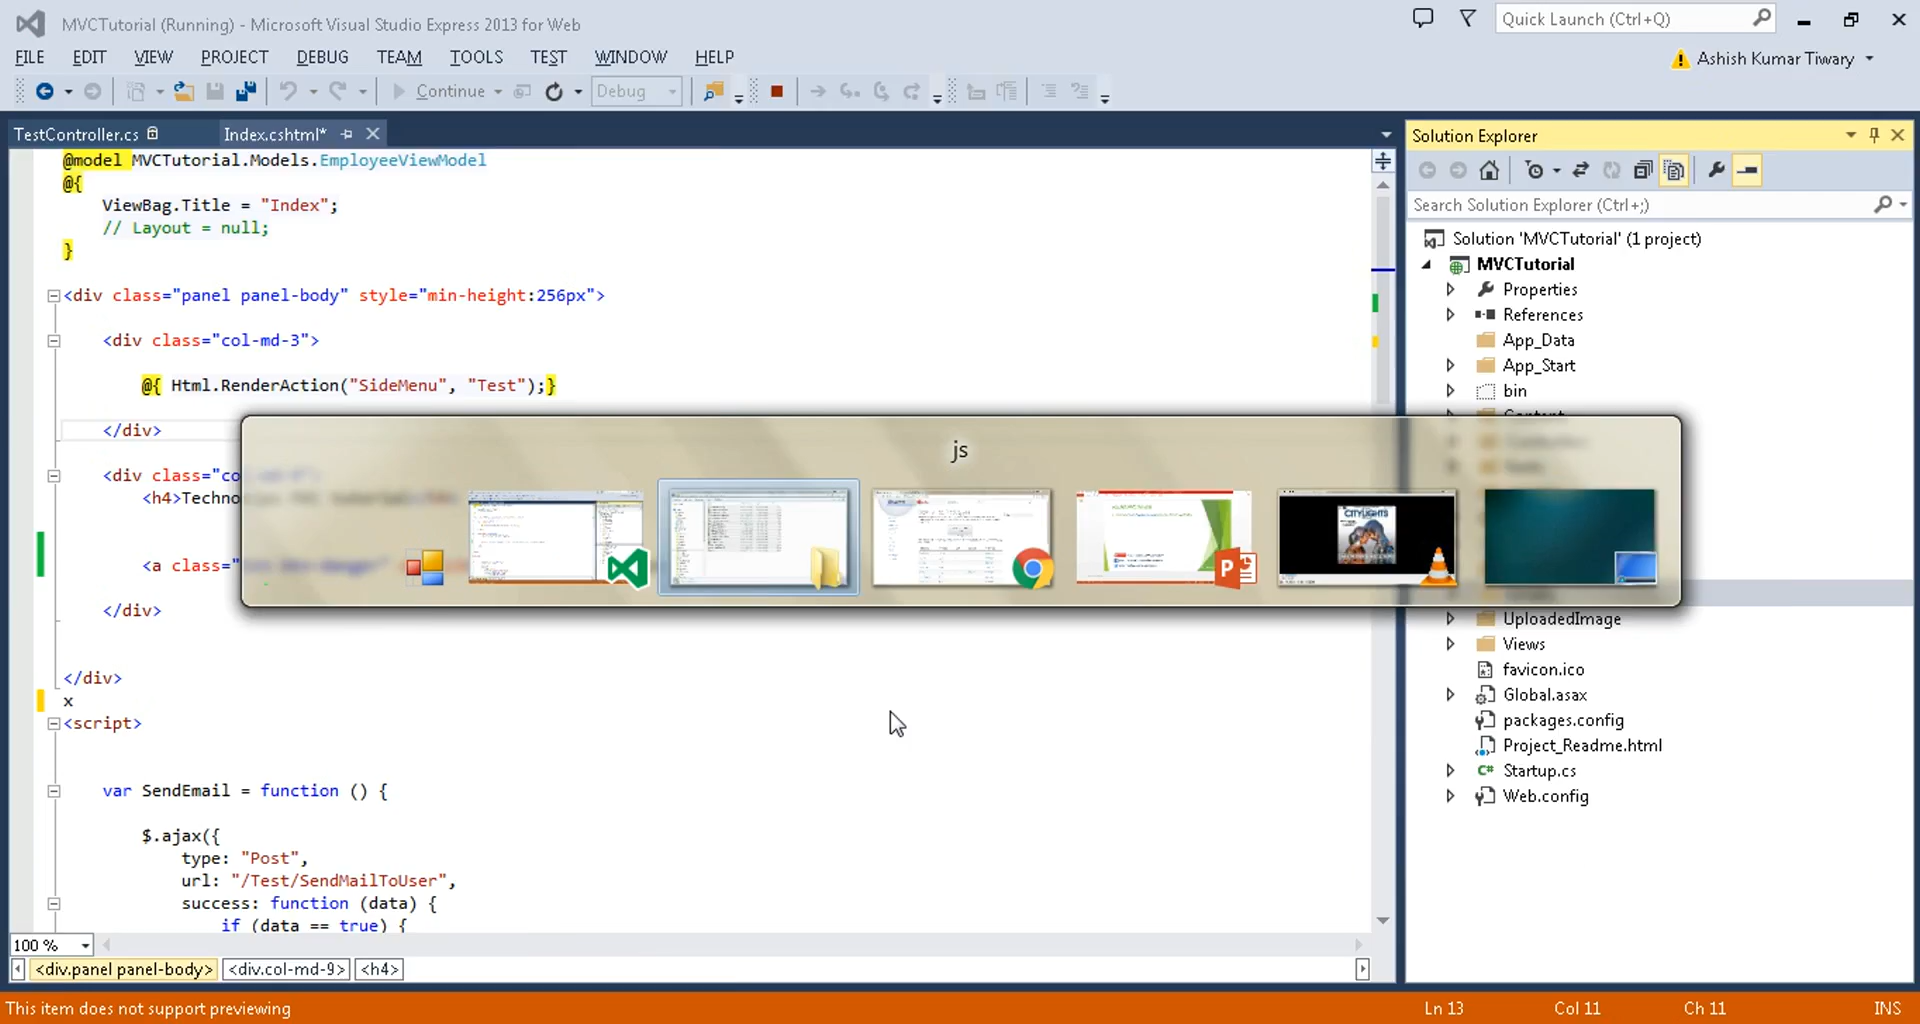 MVCTutorial (Running) - Microsoft Visual Studio Express 2013 for Web
Quick Launch (Ctrl+Q)
FILE EDIT VIEW PROJECT DEBUG TEAM TOOLS TEST WINDOW HELP
Ashish Kumar Tiwary
Continue Debug
TestController.cs Index.cshtml*
@model MVCTutorial.Models.EmployeeViewModel
@{
ViewBag.Title = "Index";
// Layout = null;
}
<div class="panel panel-body" style="min-height:256px">
<div class="col-md-3">
@{ Html.RenderAction("SideMenu", "Test");}
</div>
<div class="co
<h4>Techno
<a class="
</div>
</div>
x
<script>
var SendEmail = function () {
$.ajax({
type: "Post",
url: "/Test/SendMailToUser",
success: function (data) {
if (data == true) {
js
CITYLIGHTS
100 %
<div.panel panel-body> <div.col-md-9> <h4>
Solution Explorer
Search Solution Explorer (Ctrl+;)
Solution 'MVCTutorial' (1 project)
MVCTutorial
Properties
References
App_Data
App_Start
bin
Content
UploadedImage
Views
favicon.ico
Global.asax
packages.config
Project_Readme.html
Startup.cs
Web.config
This item does not support previewing
Ln 13 Col 11 Ch 11 INS